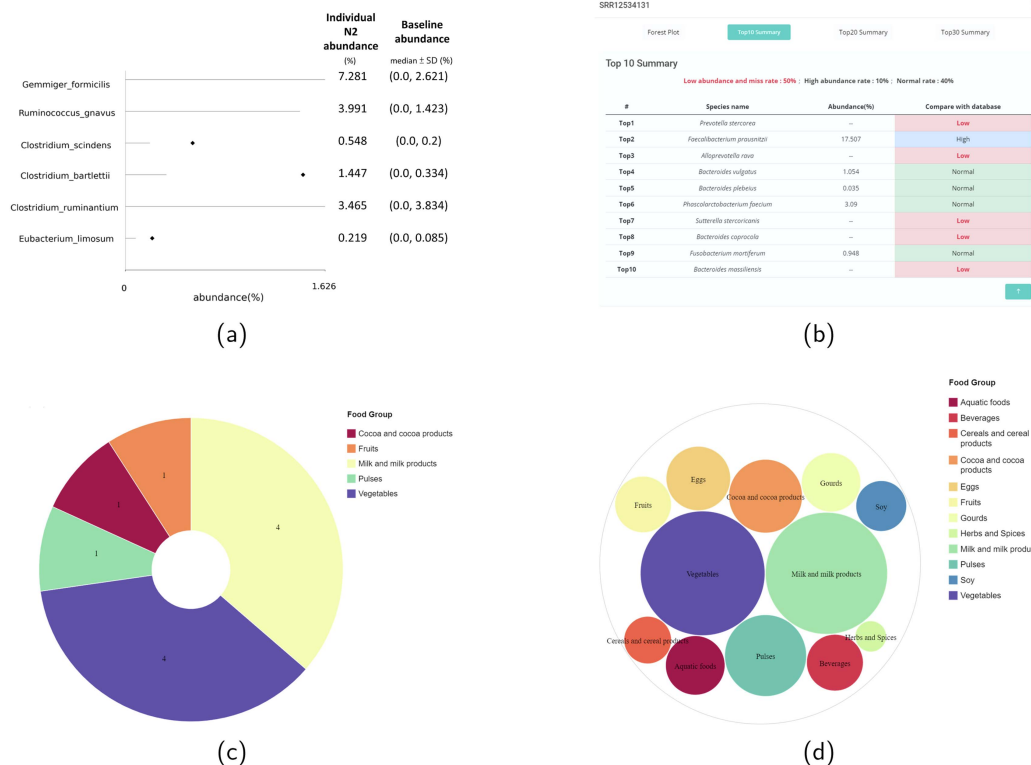 Individual N2 abundance (%)
Baseline abundance median ± SD (%)
Gemmiger_formicilis 7.281 (0.0, 2.621)
Ruminococcus_gnavus 3.991 (0.0, 1.423)
Clostridium_scindens 0.548 (0.0, 0.2)
Clostridium_bartlettii 1.447 (0.0, 0.334)
Clostridium_ruminantium 3.465 (0.0, 3.834)
Eubacterium_limosum 0.219 (0.0, 0.085)
0 1.626
abundance(%)
(a)
SRR12534131
Forest Plot Top10 Summary Top20 Summary Top30 Summary
Top 10 Summary
Low abundance and miss rate : 50% ; High abundance rate : 10% ; Normal rate : 40%
# Species name Abundance(%) Compare with database
Top1 Prevotella stercorea -- Low
Top2 Faecalibacterium prausnitzii 17.507 High
Top3 Alloprevotella rava -- Low
Top4 Bacteroides vulgatus 1.054 Normal
Top5 Bacteroides plebeius 0.035 Normal
Top6 Phascolarctobacterium faecium 3.09 Normal
Top7 Sutterella stercoricanis -- Low
Top8 Bacteroides coprocola -- Low
Top9 Fusobacterium mortiferum 0.948 Normal
Top10 Bacteroides massiliensis -- Low
↑
(b)
Food Group
Cocoa and cocoa products
Fruits
Milk and milk products
Pulses
Vegetables
1
1
4
1
4
(c)
Food Group
Aquatic foods
Beverages
Cereals and cereal
products
Cocoa and cocoa
products
Eggs
Fruits
Gourds
Herbs and Spices
Milk and milk produ
Pulses
Soy
Vegetables
Eggs
Cocoa and cocoa products
Gourds
Fruits
Soy
Vegetables
Milk and milk products
Cereals and cereal products
Herbs and Spices
Aquatic foods
Pulses
Beverages
(d)